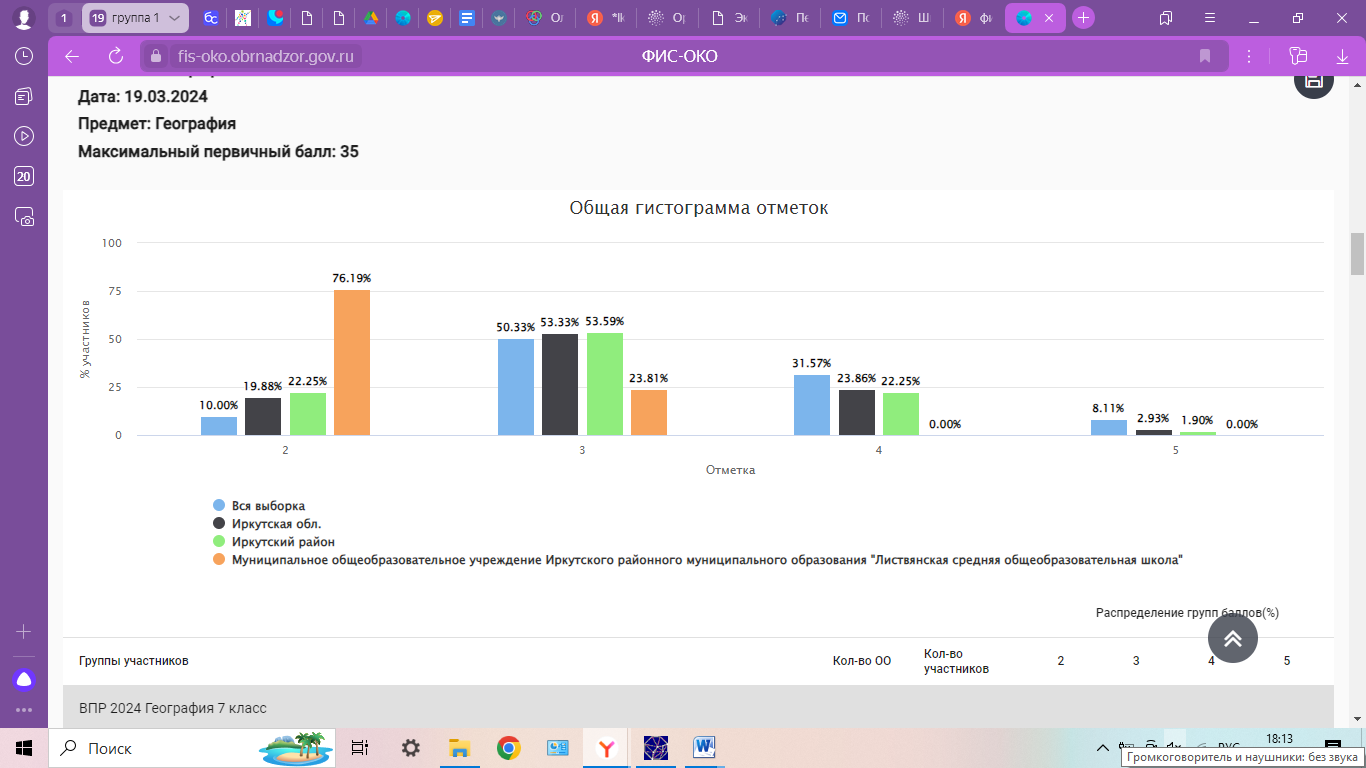 1
19 группа 1
Ол
*Ik
Ор
Эк
Пе
По
Ш
фи
fis-oko.obrnadzor.gov.ru
ФИС-ОКО
20
Дата: 19.03.2024
Предмет: География
Максимальный первичный балл: 35
Общая гистограмма отметок
% участников
100
75
50
25
0
10.00%
19.88%
22.25%
76.19%
50.33%
53.33%
53.59%
23.81%
31.57%
23.86%
22.25%
0.00%
8.11%
2.93%
1.90%
0.00%
2 3 4 5
Отметка
Вся выборка
Иркутская обл.
Иркутский район
Муниципальное общеобразовательное учреждение Иркутского районного муниципального образования "Листвянская средняя общеобразовательная школа"
Распределение групп баллов(%)
Группы участников Кол-во ОО Кол-во
участников 2 3 4 5
ВПР 2024 География 7 класс
Поиск
РУС
18:13
Громкоговоритель и наушники: без звука